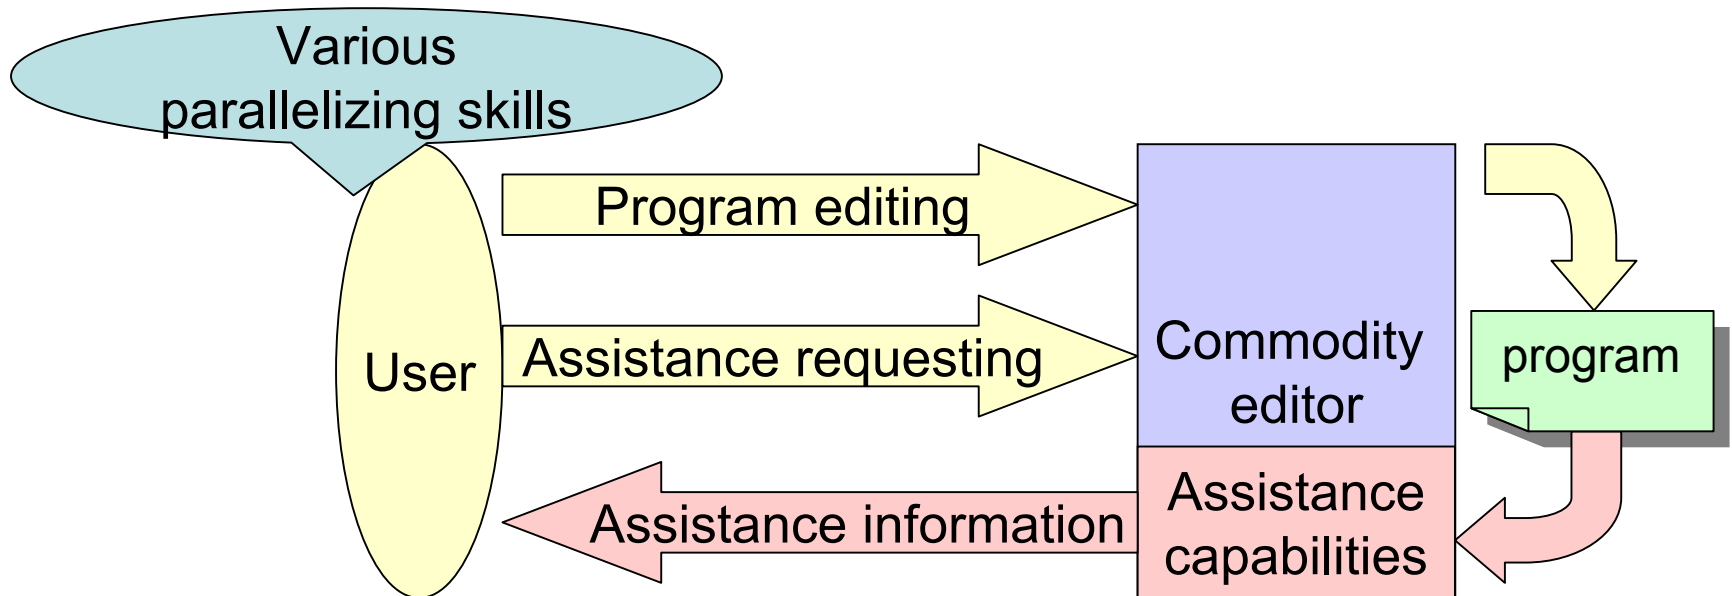 Various
parallelizing skills
Program editing
User
Assistance requesting
Commodity
editor
program
Assistance information
Assistance
capabilities